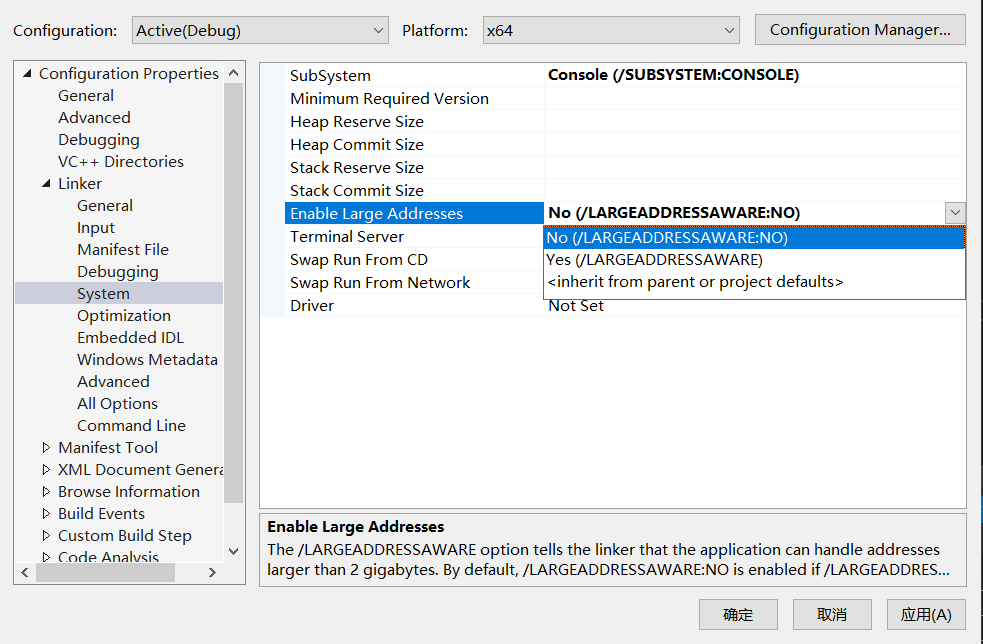 Configuration: Active(Debug) Platform: x64 Configuration Manager...
Configuration Properties
General
Advanced
Debugging
VC++ Directories
Linker
General
Input
Manifest File
Debugging
System
Optimization
Embedded IDL
Windows Metadata
Advanced
All Options
Command Line
Manifest Tool
XML Document Genera
Browse Information
Build Events
Custom Build Step
Code Analysis
SubSystem Console (/SUBSYSTEM:CONSOLE)
Minimum Required Version
Heap Reserve Size
Heap Commit Size
Stack Reserve Size
Stack Commit Size
Enable Large Addresses No (/LARGEADDRESSAWARE:NO)
Terminal Server No (/LARGEADDRESSAWARE:NO)
Swap Run From CD Yes (/LARGEADDRESSAWARE)
Swap Run From Network <inherit from parent or project defaults>
Driver Not Set
Enable Large Addresses
The /LARGEADDRESSAWARE option tells the linker that the application can handle addresses
larger than 2 gigabytes. By default, /LARGEADDRESSAWARE:NO is enabled if /LARGEADDRES...
确定 取消 应用(A)